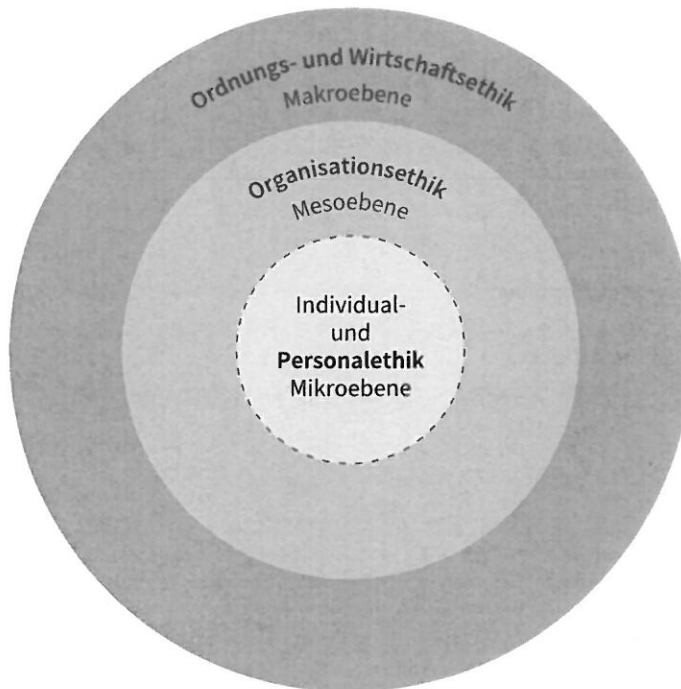 Ordnungs- und Wirtschaftsethik
Makroebene
Organisationsethik
Mesoebene
Individual-
und
Personalethik
Mikroebene